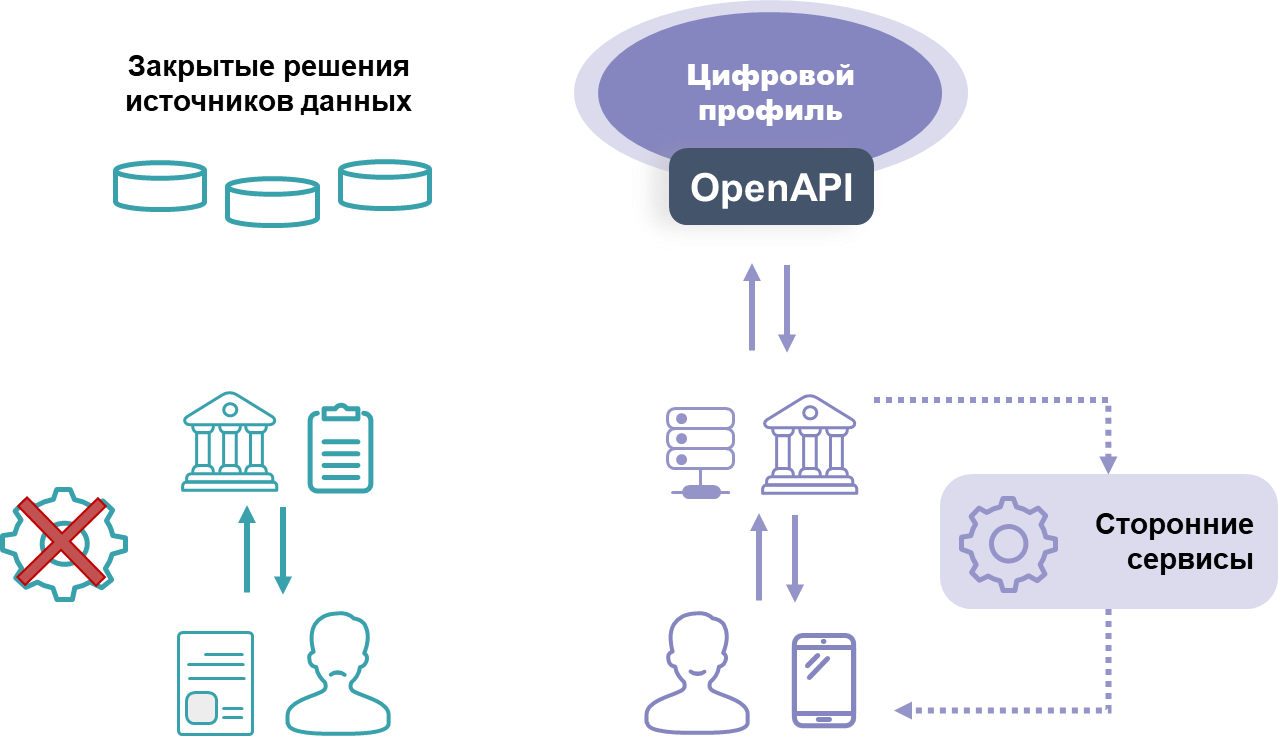 Закрытые решения
источников данных
Цифровой
профиль
OpenAPI
Сторонние
сервисы